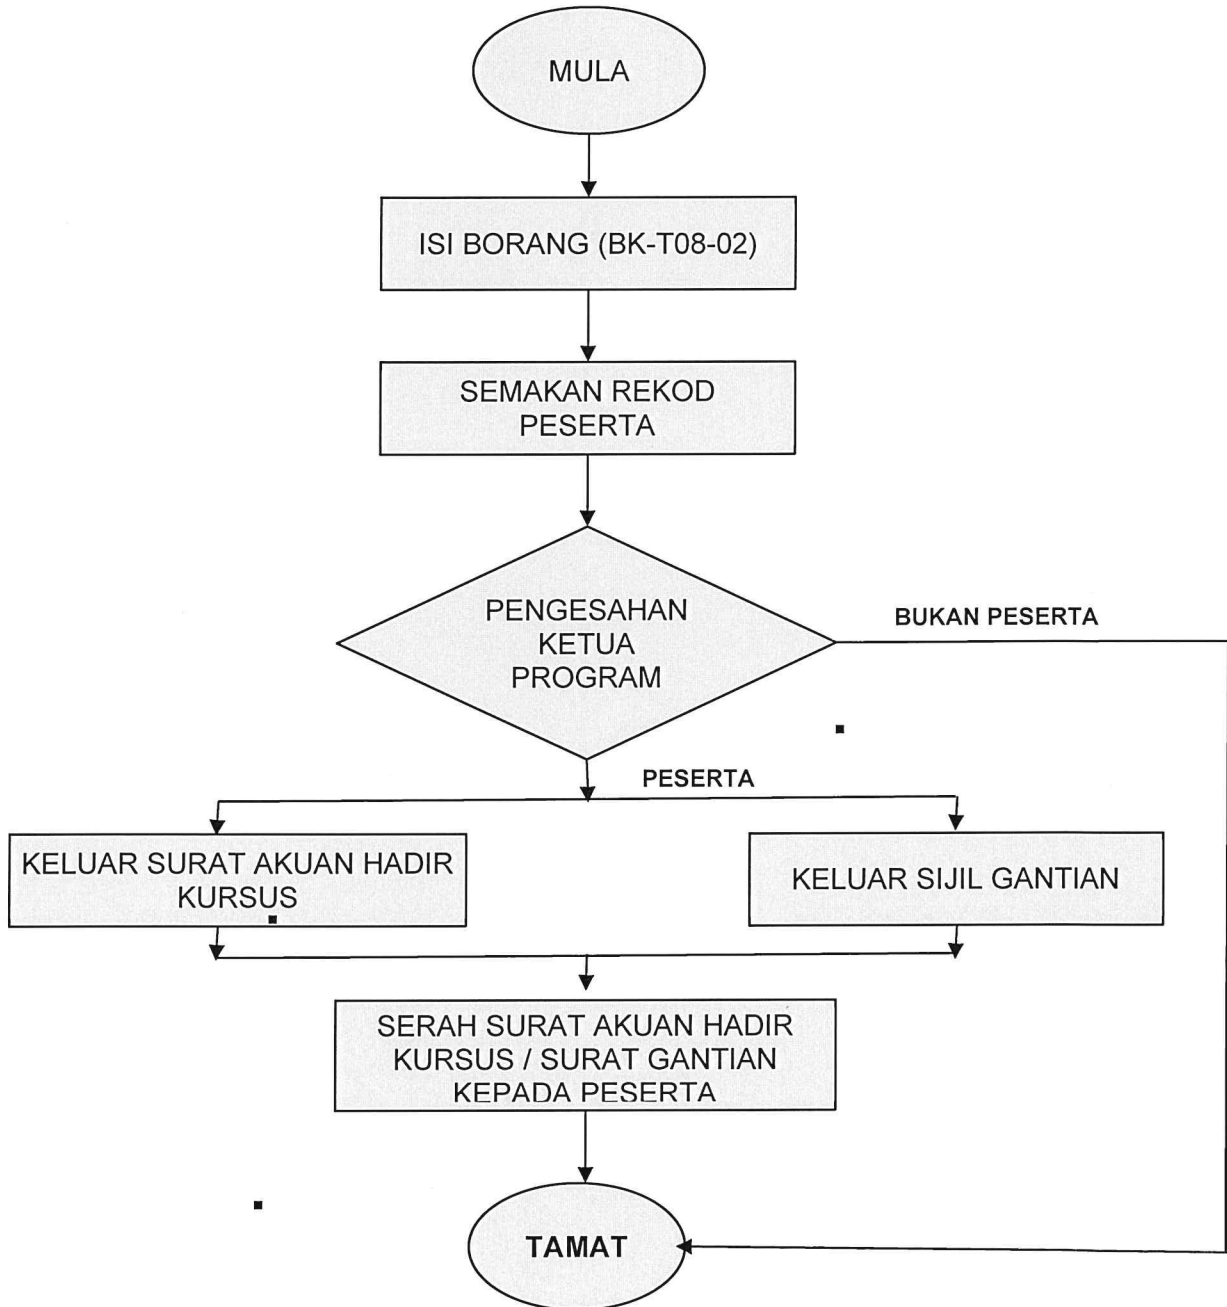 MULA
ISI BORANG (BK-T08-02)
SEMAKAN REKOD
PESERTA
PENGESAHAN
KETUA
PROGRAM
BUKAN PESERTA
PESERTA
KELUAR SURAT AKUAN HADIR
KURSUS
KELUAR SIJIL GANTIAN
SERAH SURAT AKUAN HADIR
KURSUS / SURAT GANTIAN
KEPADA PESERTA
TAMAT